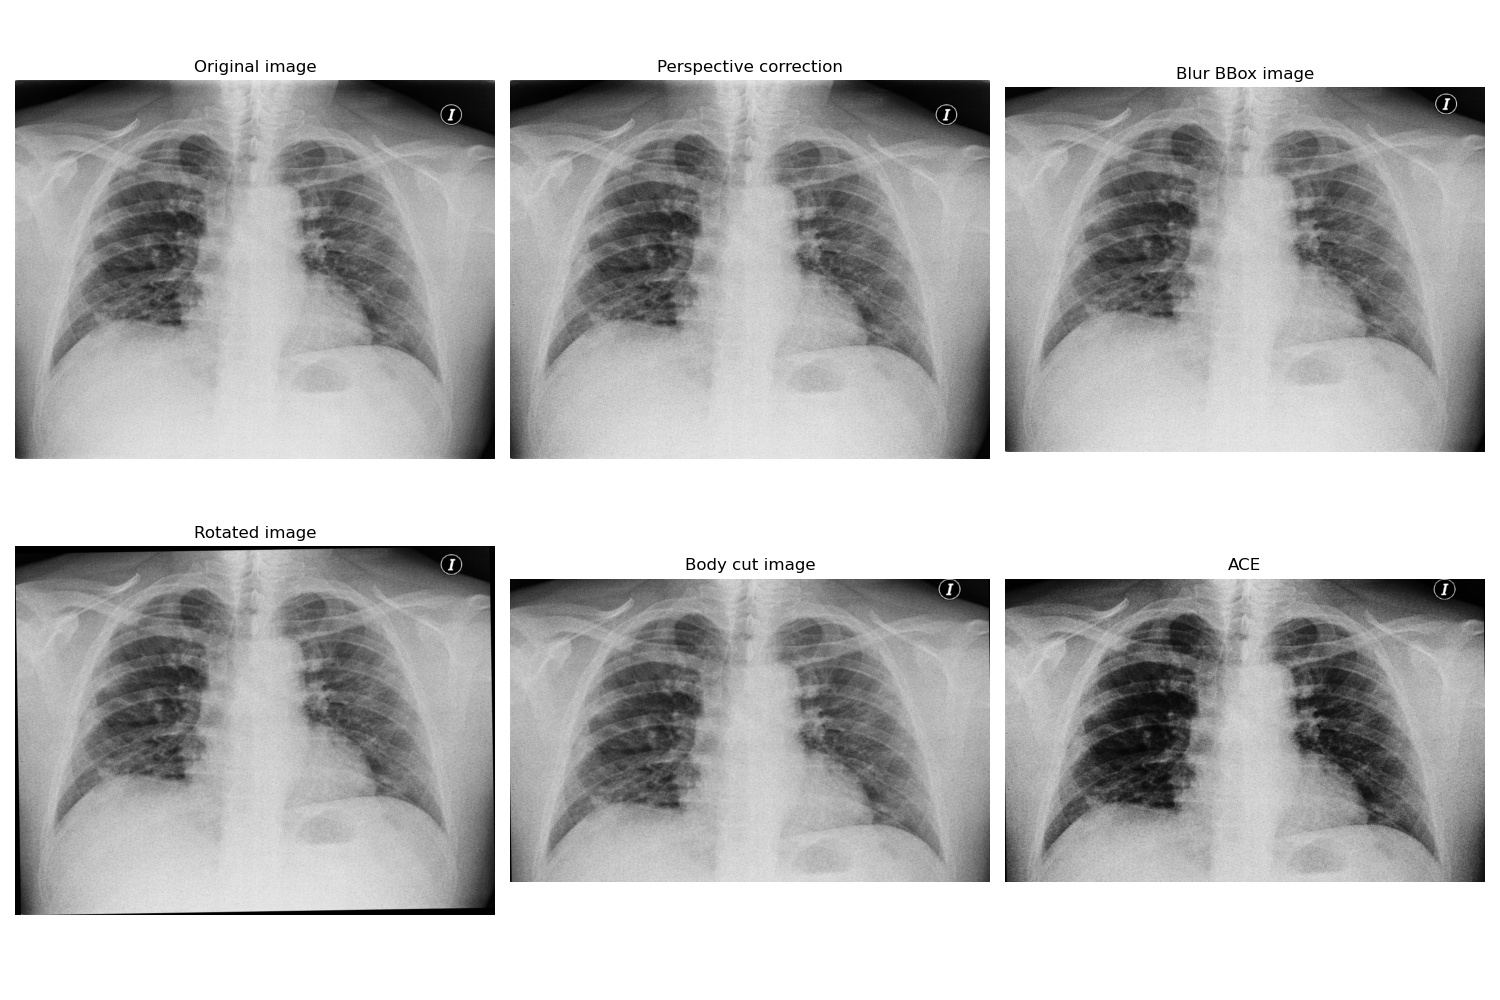 Original image
Perspective correction
Blur BBox image
I
I
I
Rotated image
Body cut image
ACE
I
I
I